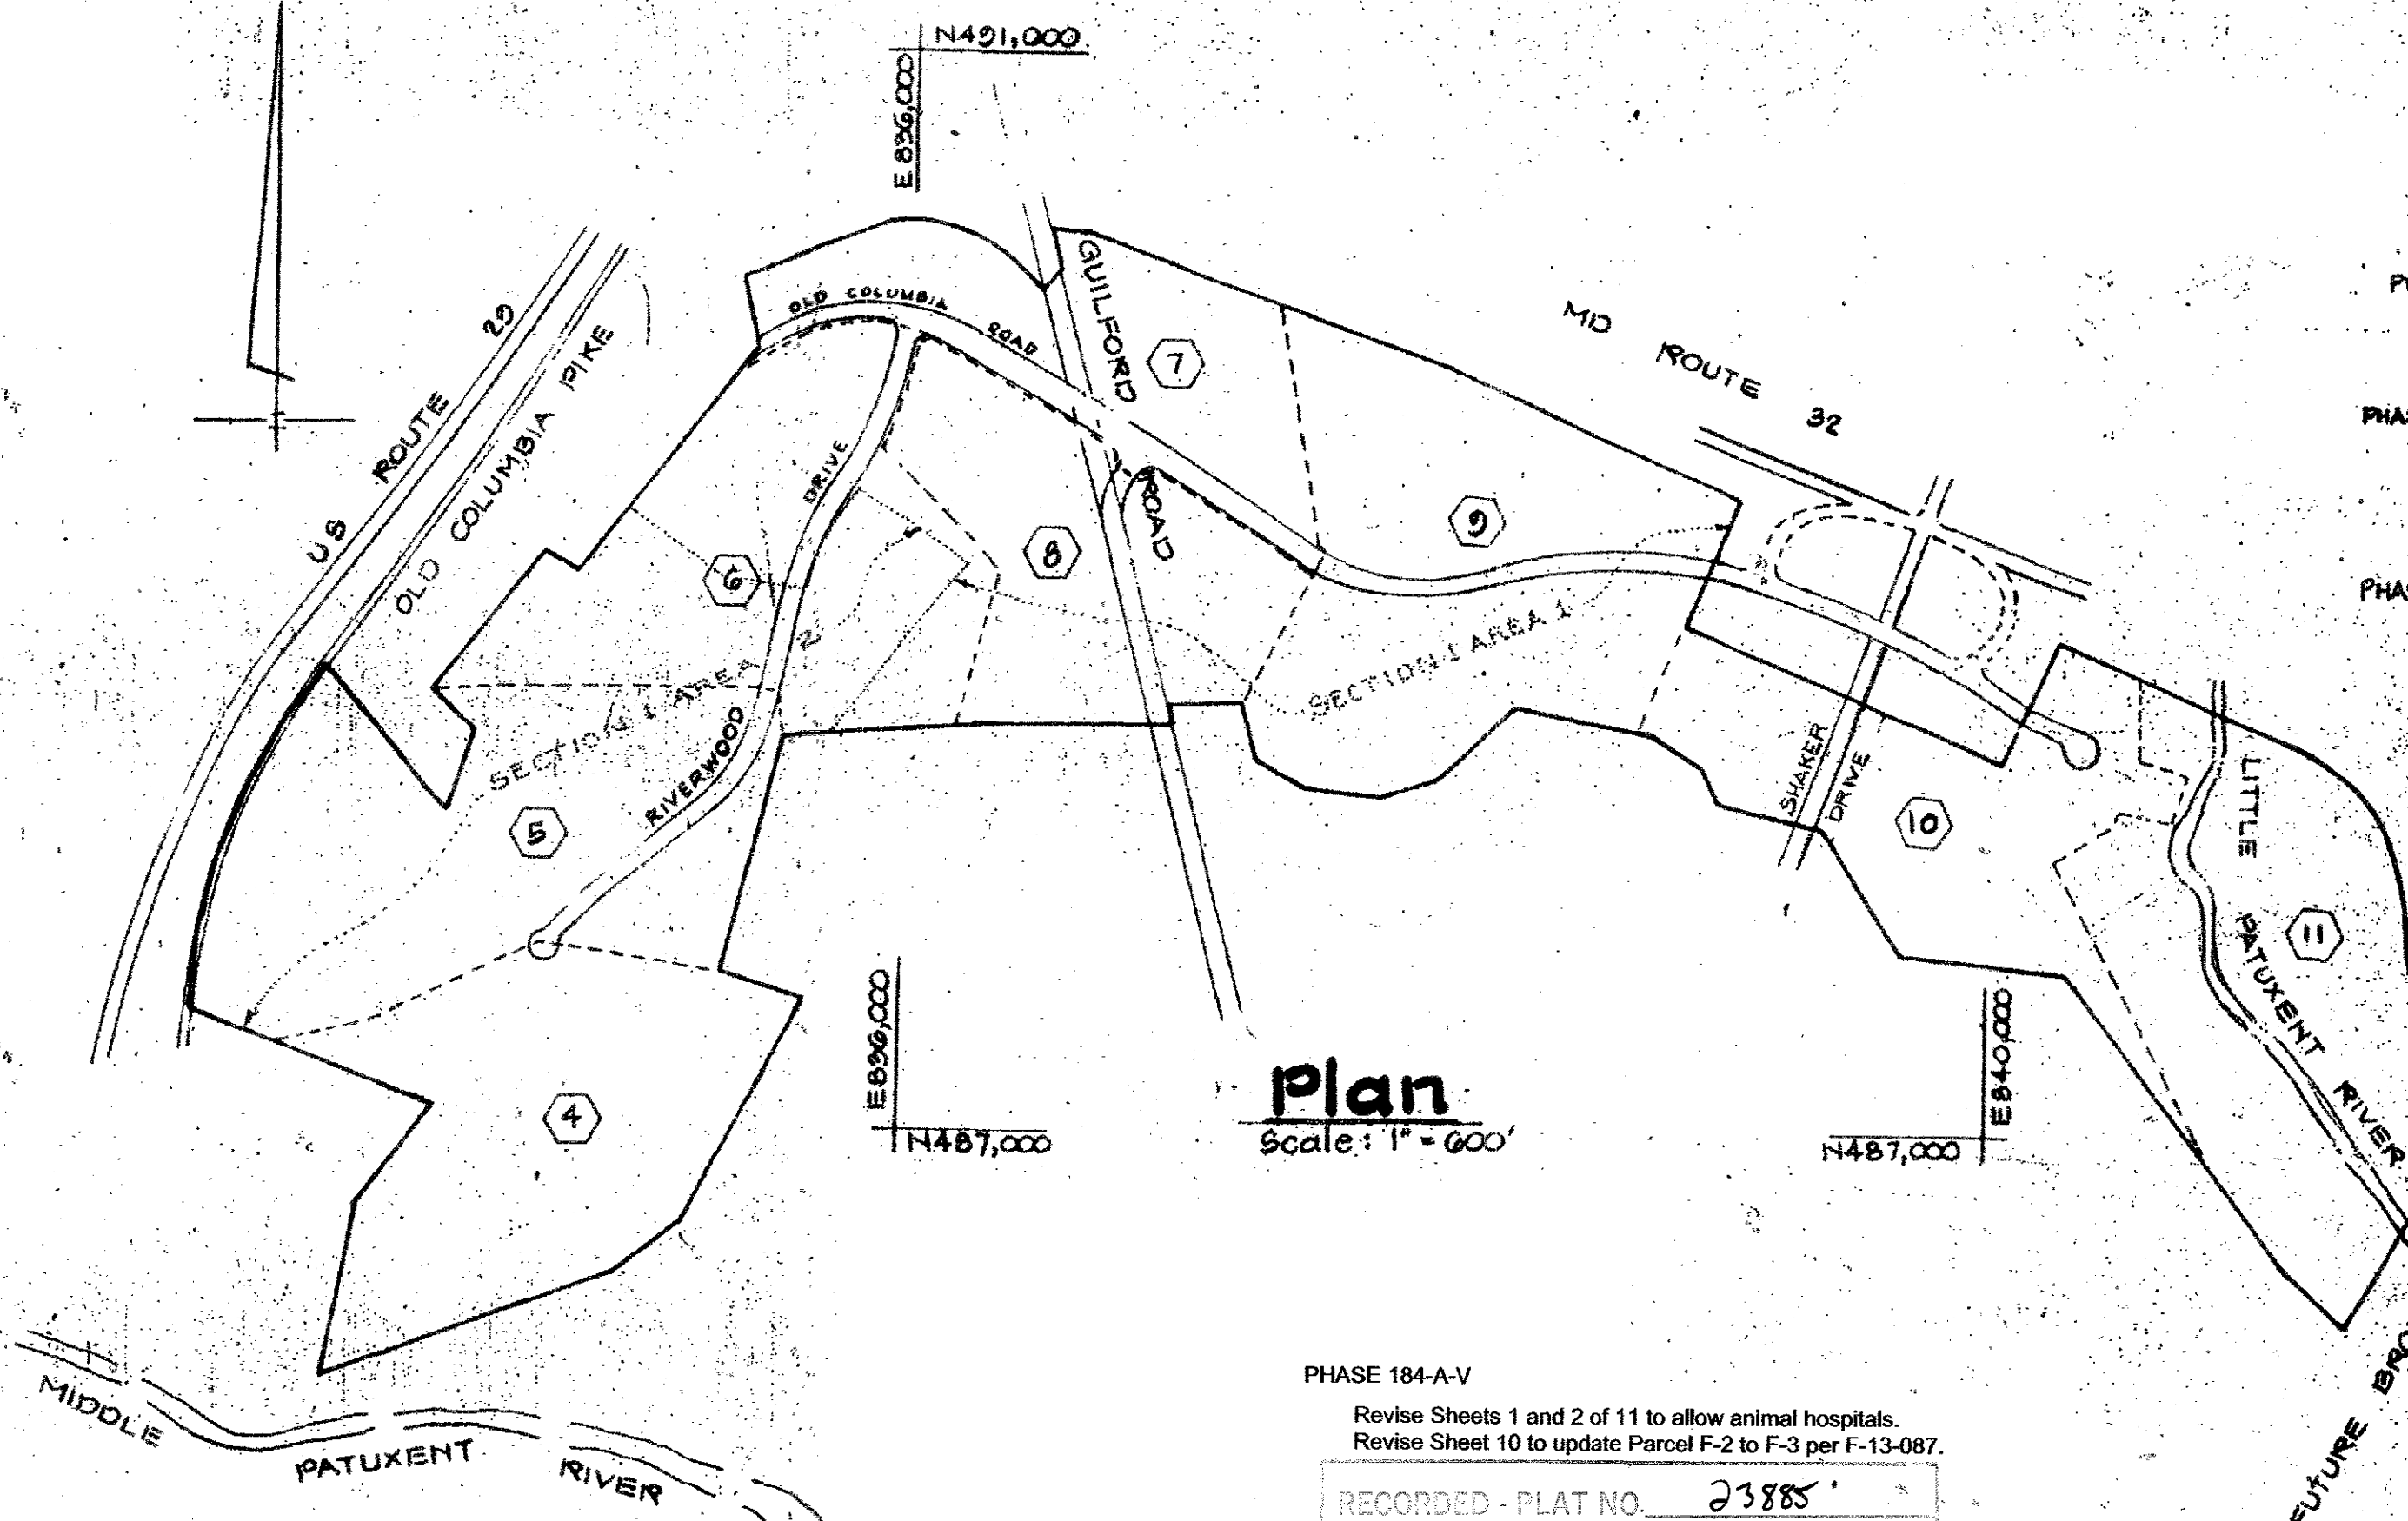 N491,000
E 836,000
US ROUTE 29
OLD COLUMBIA PIKE
OLD COLUMBIA ROAD
GUILFORD ROAD
MD ROUTE 32
7
DRIVE
6
8
9
SECTION 1 AREA 2
SECTION 1 AREA 1
RIVERWOOD
5
SHAKER DRIVE
10
LITTLE PATUXENT RIVER
11
4
E836,000
N487,000
Plan
Scale: 1" = 600'
E840,000
N487,000
MIDDLE PATUXENT RIVER
FUTURE
PHASE 184-A-V
Revise Sheets 1 and 2 of 11 to allow animal hospitals.
Revise Sheet 10 to update Parcel F-2 to F-3 per F-13-087.
RECORDED - PLAT NO. 23885